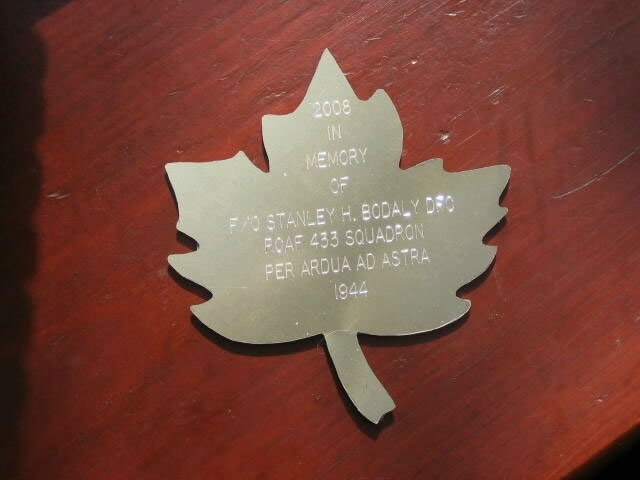 2008
IN
MEMORY
OF
F/O STANLEY H. BODALY DFC
RCAF 433 SQUADRON
PER ARDUA AD ASTRA
1944